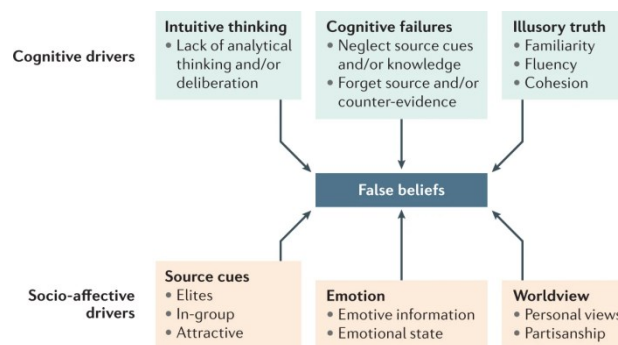 Cognitive drivers
Intuitive thinking
• Lack of analytical
thinking and/or
deliberation
Cognitive failures
• Neglect source cues
and/or knowledge
• Forget source and/or
counter-evidence
Illusory truth
• Familiarity
• Fluency
• Cohesion
False beliefs
Socio-affective
drivers
Source cues
• Elites
• In-group
• Attractive
Emotion
• Emotive information
• Emotional state
Worldview
• Personal views
• Partisanship